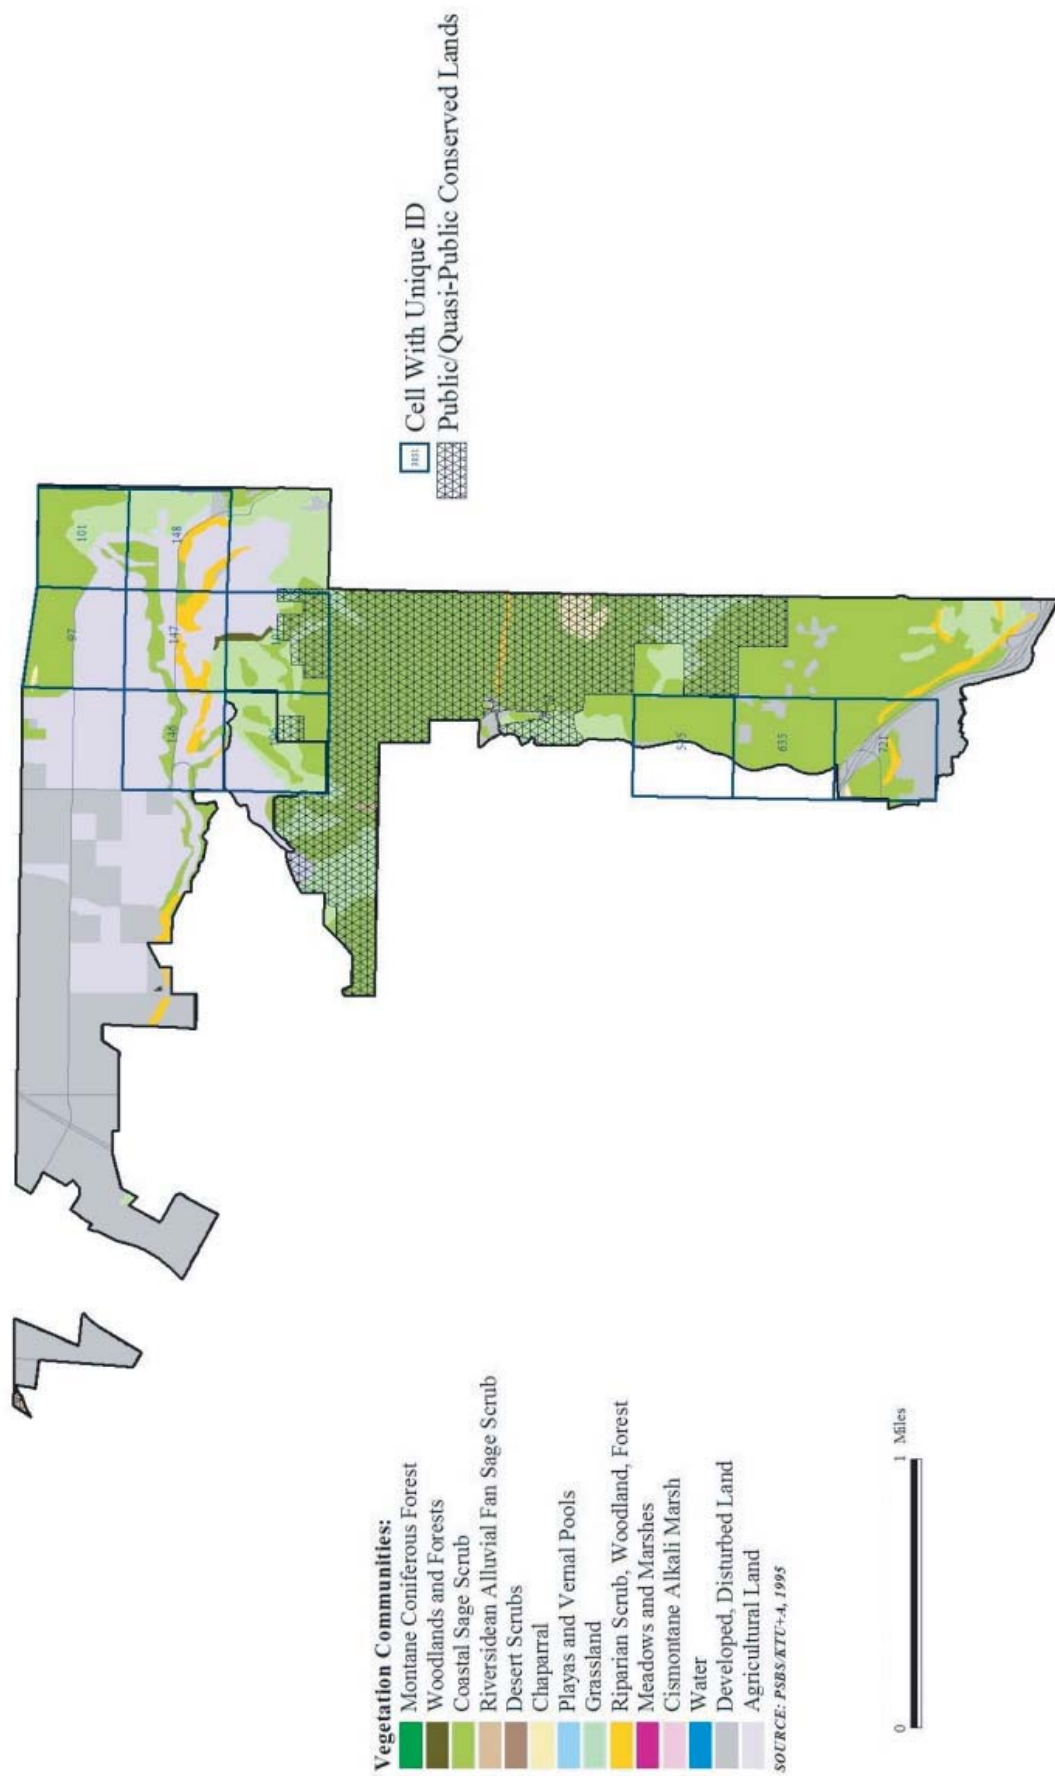 101
97
148
147
146
Cell With Unique ID
Public/Quasi-Public Conserved Lands
635
721
Vegetation Communities:
Montane Coniferous Forest
Woodlands and Forests
Coastal Sage Scrub
Riversidean Alluvial Fan Sage Scrub
Desert Scrubs
Chaparral
Playas and Vernal Pools
Grassland
Riparian Scrub, Woodland, Forest
Meadows and Marshes
Cismontane Alkali Marsh
Water
Developed, Disturbed Land
Agricultural Land
SOURCE: PSBS/KTU+A, 1995
0
1 Miles